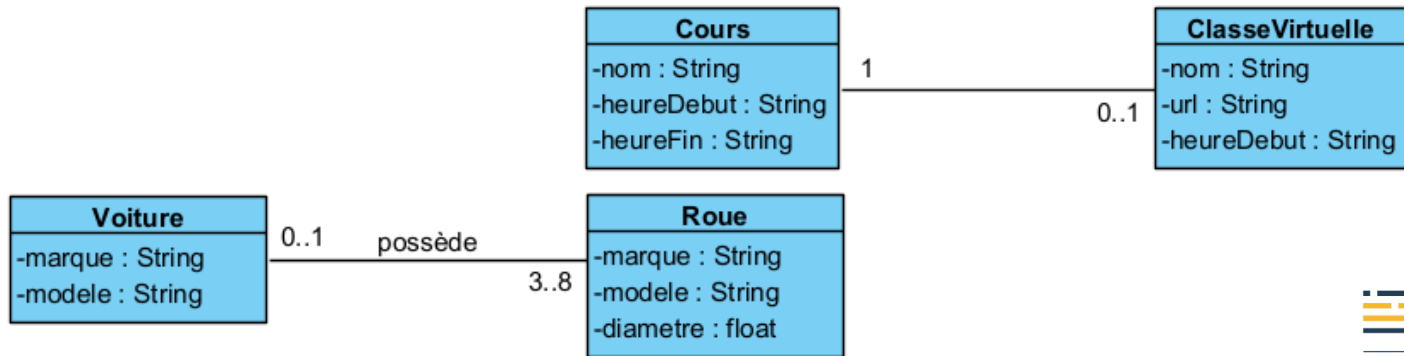 Cours
-nom : String
-heureDebut : String
-heureFin : String
1
0..1
ClasseVirtuelle
-nom : String
-url : String
-heureDebut : String
Voiture
-marque : String
-modele : String
0..1
possède
3..8
Roue
-marque : String
-modele : String
-diametre : float